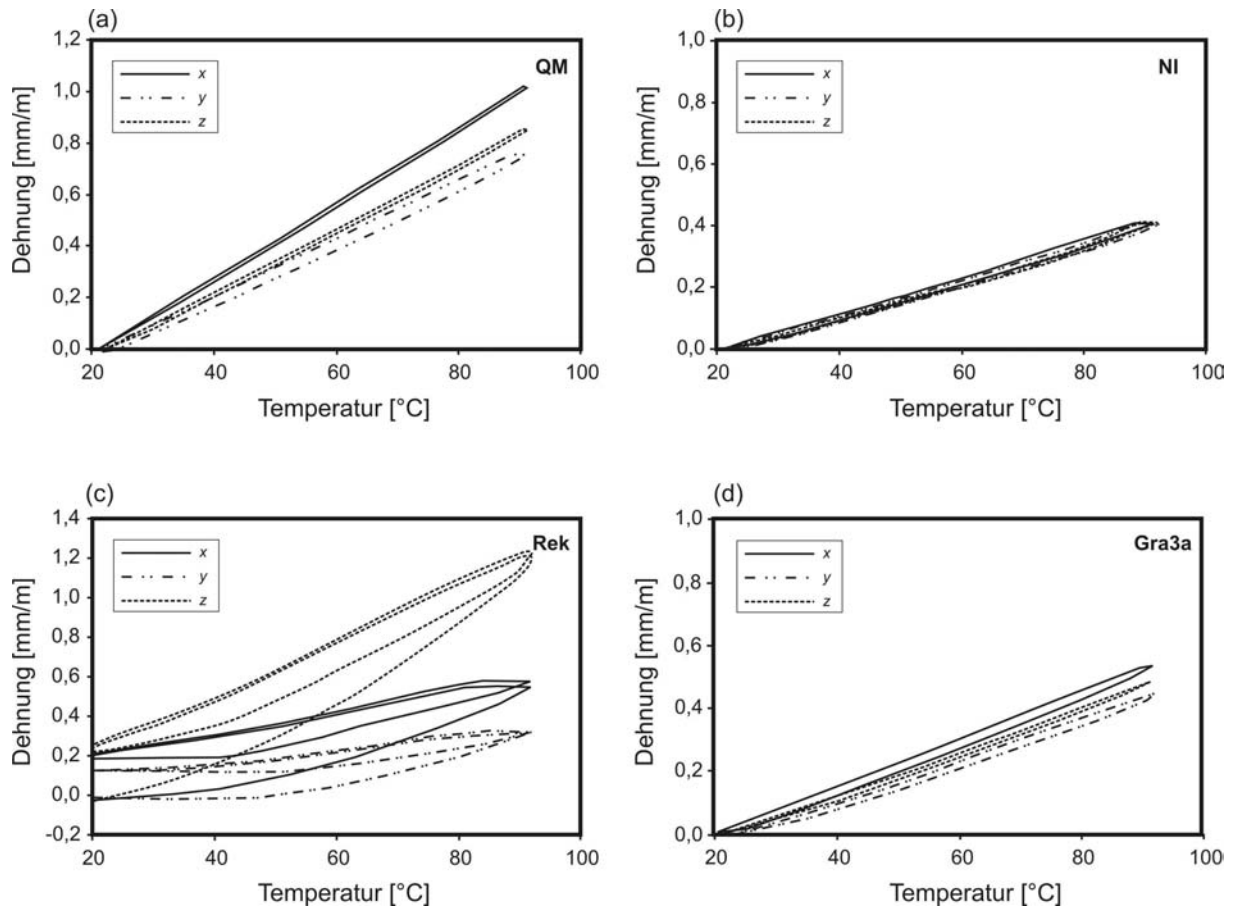 (a)
QM
x
y
z
Dehnung [mm/m]
1,2
1,0
0,8
0,6
0,4
0,2
0,0
20 40 60 80 100
Temperatur [°C]
(b)
NI
x
y
z
Dehnung [mm/m]
1,0
0,8
0,6
0,4
0,2
0,0
20 40 60 80 100
Temperatur [°C]
(c)
Rek
x
y
z
Dehnung [mm/m]
1,4
1,2
1,0
0,8
0,6
0,4
0,2
0,0
-0,2
20 40 60 80 100
Temperatur [°C]
(d)
Gra3a
x
y
z
Dehnung [mm/m]
1,0
0,8
0,6
0,4
0,2
0,0
20 40 60 80 100
Temperatur [°C]